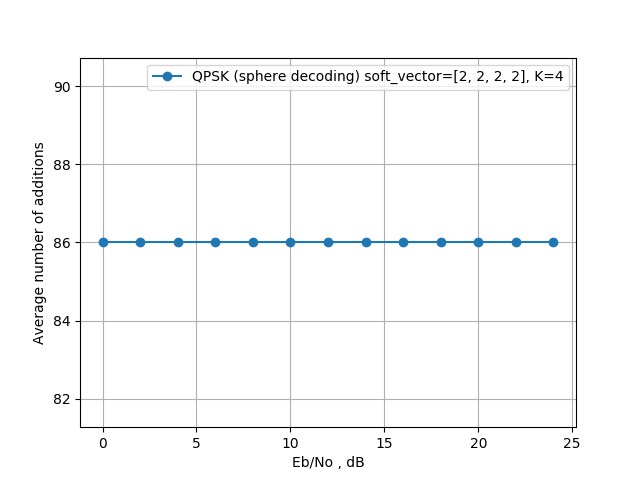 QPSK (sphere decoding) soft_vector=[2, 2, 2, 2], K=4
90
88
86
84
82
Average number of additions
0 5 10 15 20 25
Eb/No , dB